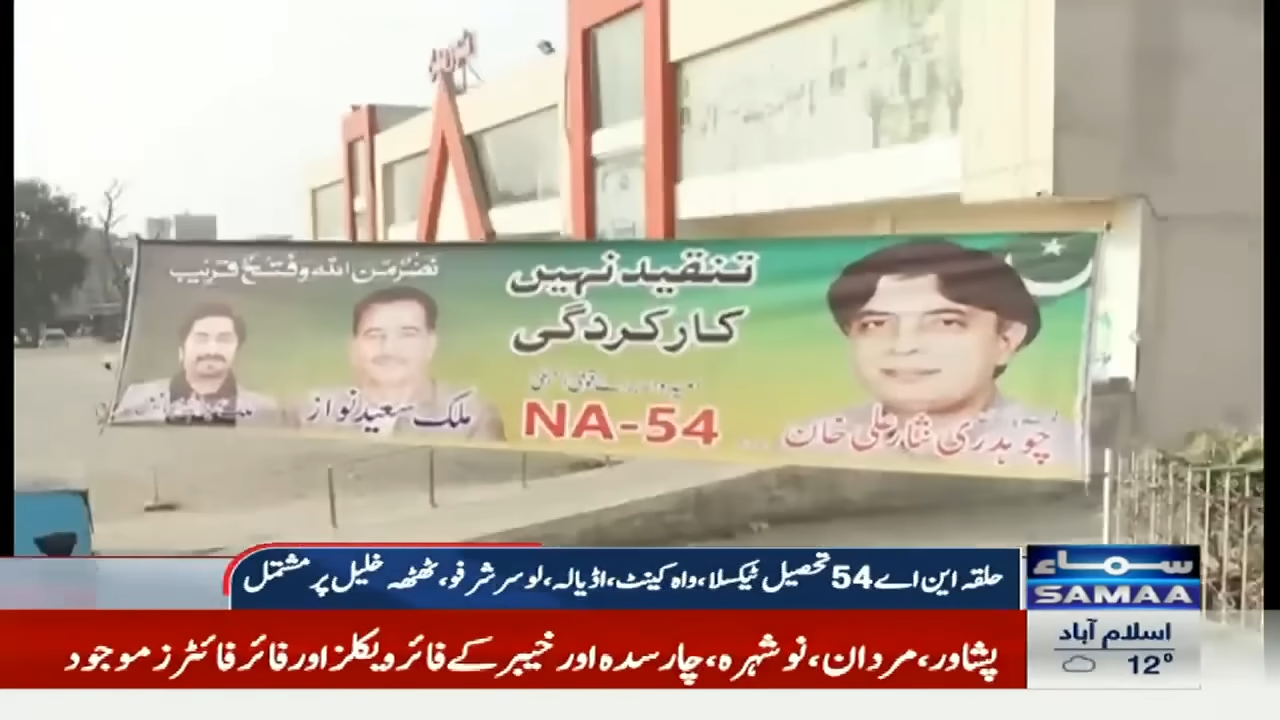 نصر من اللہ وفتح قریب
تنقید نہیں
کارکردگی
NA-54
ملک سعید نواز
چوہدری نثار علی خان
حلقہ این اے 54 تحصیل ٹیکسلا، واہ کینٹ، اڈیالہ، لوسر شرفو، ٹھٹھہ خلیل پر مشتمل
سماء
SAMAA
اسلام آباد
12°
پشاور، مردان، نوشہرہ، چارسدہ اور خیبر کے فائر ویکلز اور فائر فائٹرز موجود